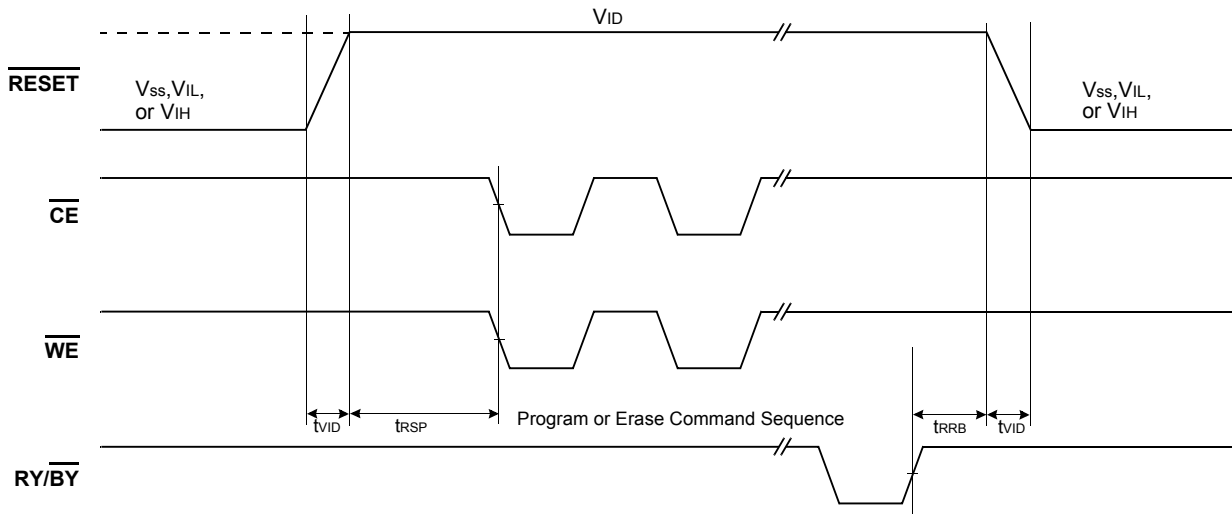 VID
RESET
Vss,VIL,
or VIH
Vss,VIL,
or VIH
CE
WE
tVID
tRSP
Program or Erase Command Sequence
tRRB
tVID
RY/BY